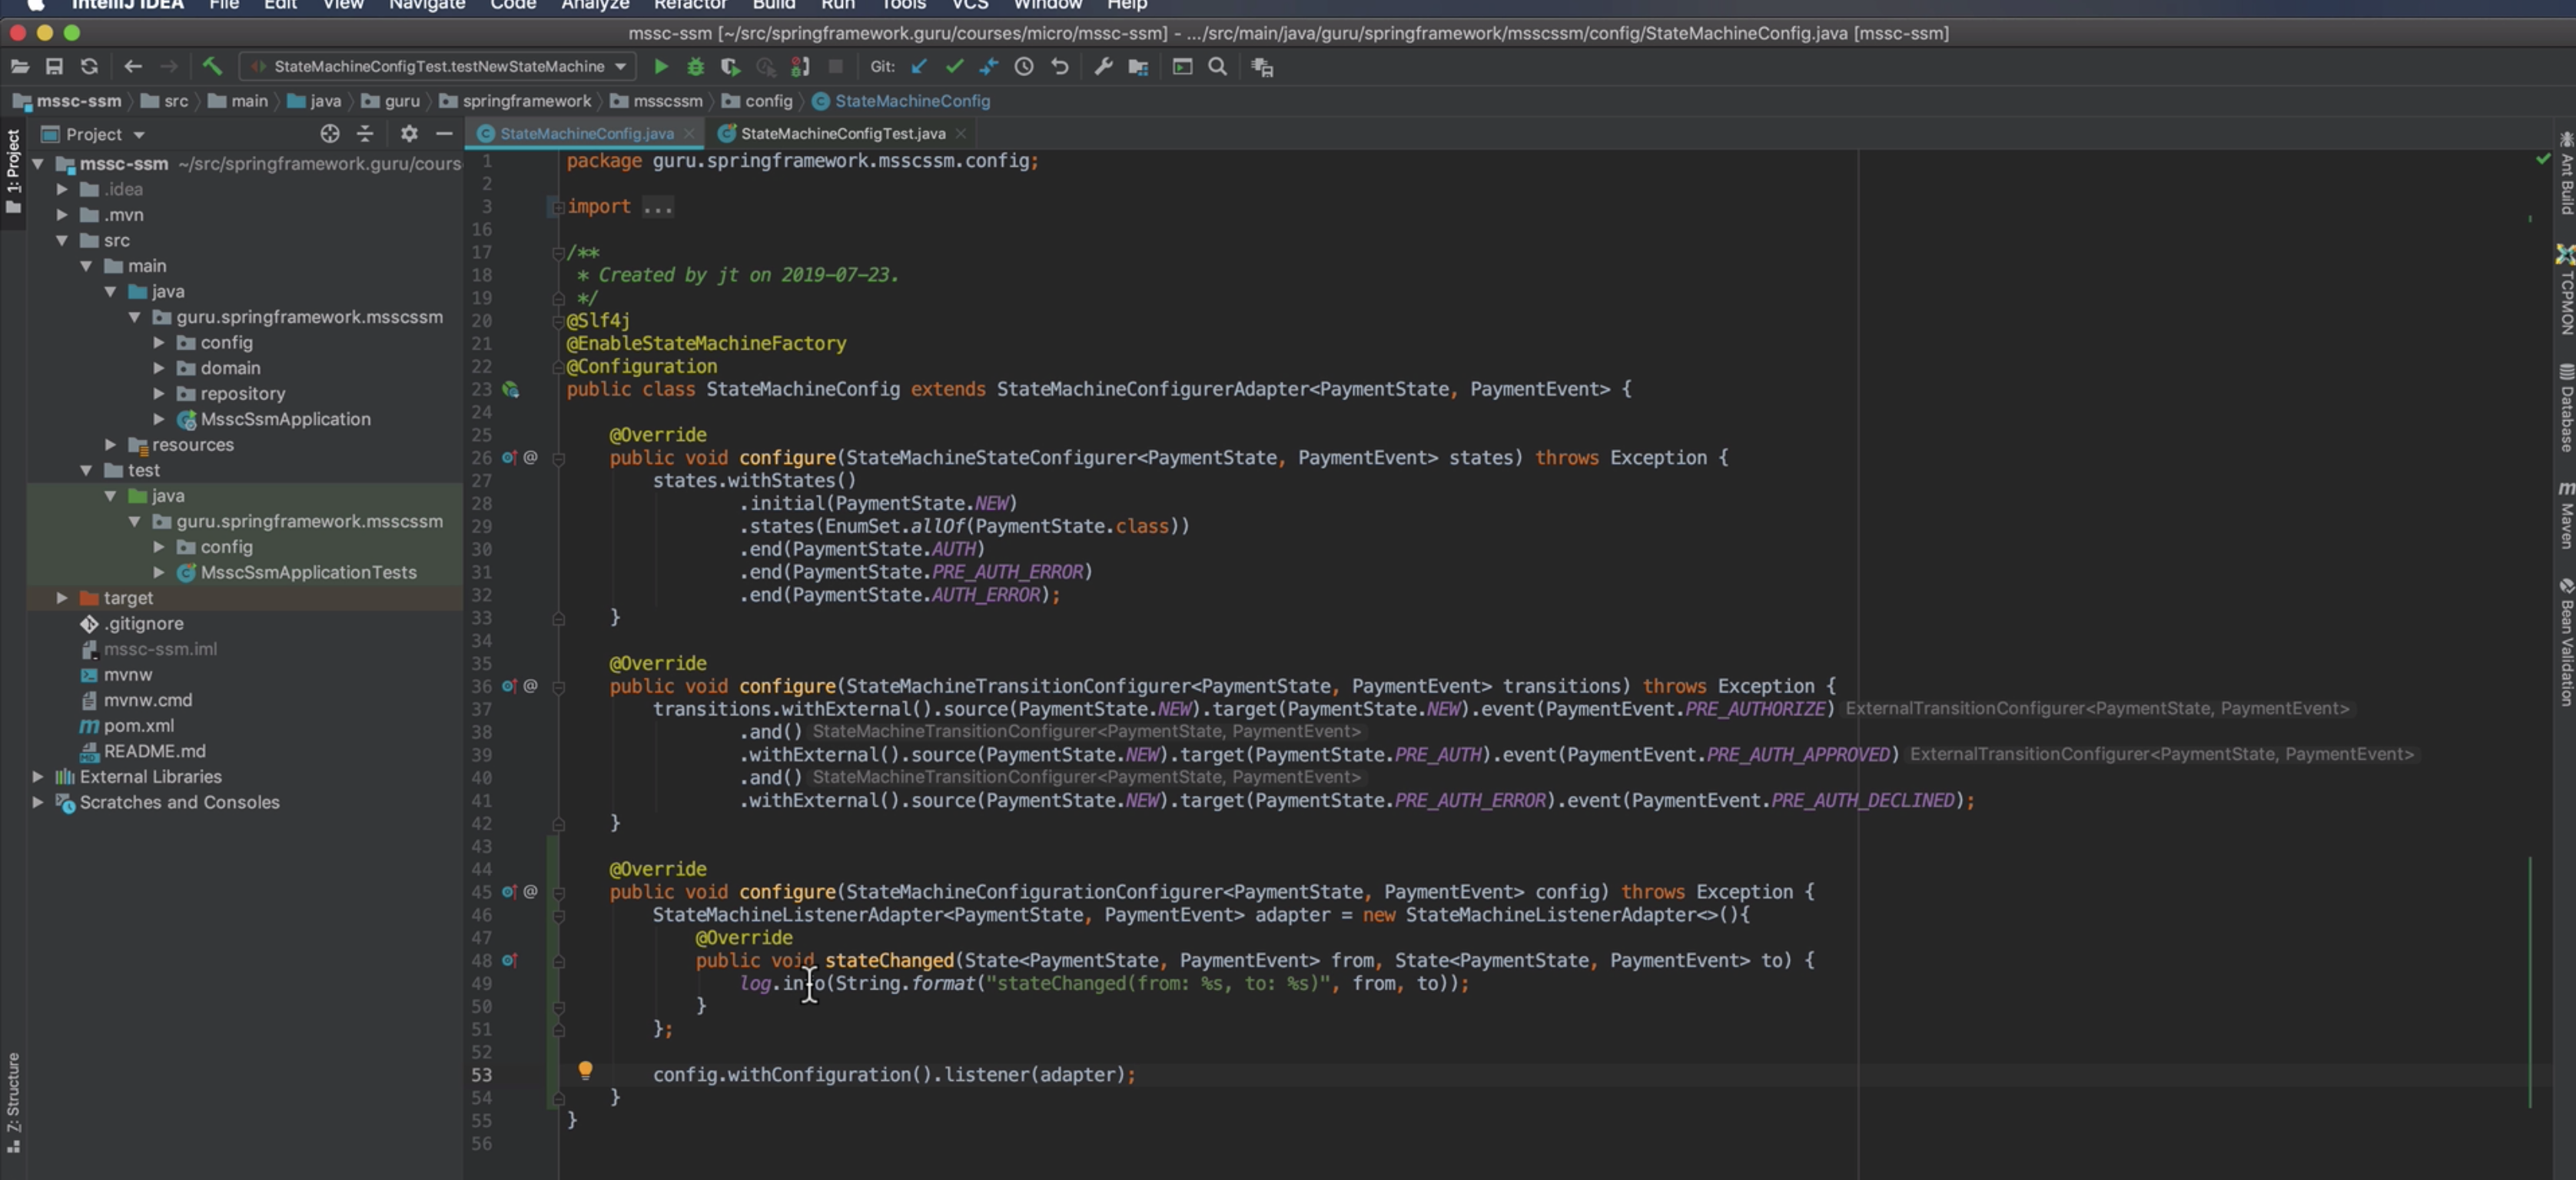 IntelliJ IDEA File Edit View Navigate Code Analyze Refactor Build Run Tools VCS Window Help
mssc-ssm [~/src/springframework.guru/courses/micro/mssc-ssm] - .../src/main/java/guru/springframework/msscssm/config/StateMachineConfig.java [mssc-ssm]
StateMachineConfigTest.testNewStateMachine Git:
mssc-ssm src main java guru springframework msscssm config StateMachineConfig
1: Project
Project
mssc-ssm ~/src/springframework.guru/cours
.idea
.mvn
src
main
java
guru.springframework.msscssm
config
domain
repository
MsscSsmApplication
resources
test
java
guru.springframework.msscssm
config
MsscSsmApplicationTests
target
.gitignore
mssc-ssm.iml
mvnw
mvnw.cmd
pom.xml
README.md
External Libraries
Scratches and Consoles
Z: Structure
StateMachineConfig.java StateMachineConfigTest.java
1 package guru.springframework.msscssm.config;
2
3 import ...
16
17 /**
18 * Created by jt on 2019-07-23.
19 */
20 @Slf4j
21 @EnableStateMachineFactory
22 @Configuration
23 public class StateMachineConfig extends StateMachineConfigurerAdapter<PaymentState, PaymentEvent> {
24
25 @Override
26 @ public void configure(StateMachineStateConfigurer<PaymentState, PaymentEvent> states) throws Exception {
27 states.withStates()
28 .initial(PaymentState.NEW)
29 .states(EnumSet.allOf(PaymentState.class))
30 .end(PaymentState.AUTH)
31 .end(PaymentState.PRE_AUTH_ERROR)
32 .end(PaymentState.AUTH_ERROR);
33 }
34
35 @Override
36 @ public void configure(StateMachineTransitionConfigurer<PaymentState, PaymentEvent> transitions) throws Exception {
37 transitions.withExternal().source(PaymentState.NEW).target(PaymentState.NEW).event(PaymentEvent.PRE_AUTHORIZE) ExternalTransitionConfigurer<PaymentState, PaymentEvent>
38 .and() StateMachineTransitionConfigurer<PaymentState, PaymentEvent>
39 .withExternal().source(PaymentState.NEW).target(PaymentState.PRE_AUTH).event(PaymentEvent.PRE_AUTH_APPROVED) ExternalTransitionConfigurer<PaymentState, PaymentEvent>
40 .and() StateMachineTransitionConfigurer<PaymentState, PaymentEvent>
41 .withExternal().source(PaymentState.NEW).target(PaymentState.PRE_AUTH_ERROR).event(PaymentEvent.PRE_AUTH_DECLINED);
42 }
43
44 @Override
45 @ public void configure(StateMachineConfigurationConfigurer<PaymentState, PaymentEvent> config) throws Exception {
46 StateMachineListenerAdapter<PaymentState, PaymentEvent> adapter = new StateMachineListenerAdapter<>(){
47 @Override
48 public void stateChanged(State<PaymentState, PaymentEvent> from, State<PaymentState, PaymentEvent> to) {
49 log.info(String.format("stateChanged(from: %s, to: %s)", from, to));
50 }
51 };
52
53 config.withConfiguration().listener(adapter);
54 }
55 }
56
Ant Build
TCPMON
Database
m Maven
Bean Validation